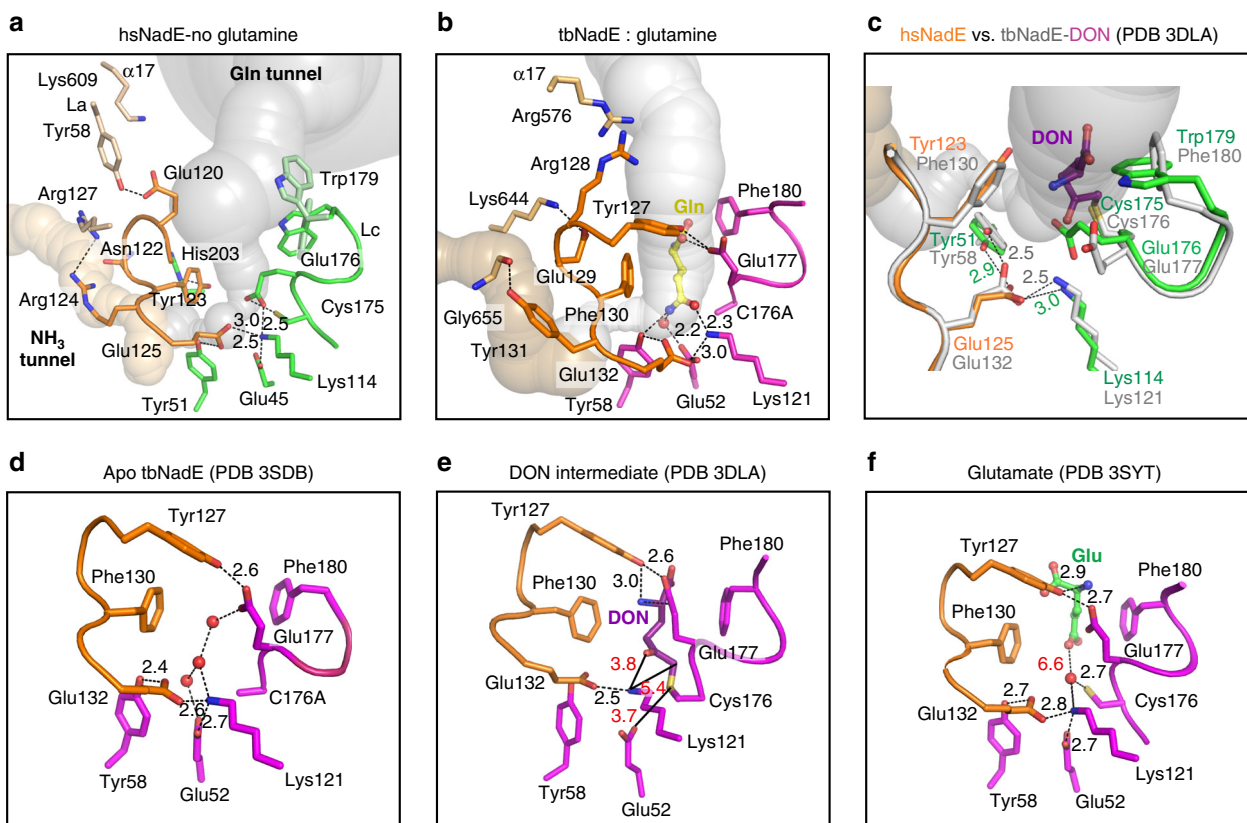 a
hsNadE-no glutamine
Lys609
α17
Gln tunnel
La
Tyr58
Glu120
Arg127
Trp179
Asn122
His203
Lc
Glu176
Arg124
Tyr123
Cys175
3.0
2.5
NH3 tunnel
Glu125
2.5
Lys114
Tyr51
Glu45
b
tbNadE : glutamine
α17
Arg576
Arg128
Phe180
Lys644
Tyr127
Gln
Glu129
Glu177
Gly655
Phe130
C176A
2.2
2.3
Tyr131
3.0
Glu132
Tyr58
Glu52
Lys121
c
hsNadE vs. tbNadE-DON (PDB 3DLA)
DON
Tyr123
Phe130
Trp179
Phe180
Cys175
Cys176
Tyr51
Tyr58
2.5
Glu176
Glu177
2.9
2.5
3.0
Glu125
Glu132
Lys114
Lys121
d
Apo tbNadE (PDB 3SDB)
Tyr127
2.6
Phe180
Phe130
Glu177
2.4
Glu132
C176A
2.6
2.7
Tyr58
Glu52
Lys121
e
DON intermediate (PDB 3DLA)
Tyr127
2.6
Phe180
3.0
Phe130
DON
Glu177
3.8
Glu132
5.4
2.5
Cys176
3.7
Lys121
Tyr58
Glu52
f
Glutamate (PDB 3SYT)
Tyr127
Glu
2.9
Phe180
2.7
Phe130
Glu177
6.6
2.7
2.7
Cys176
Glu132
2.8
2.7
Lys121
Tyr58
Glu52